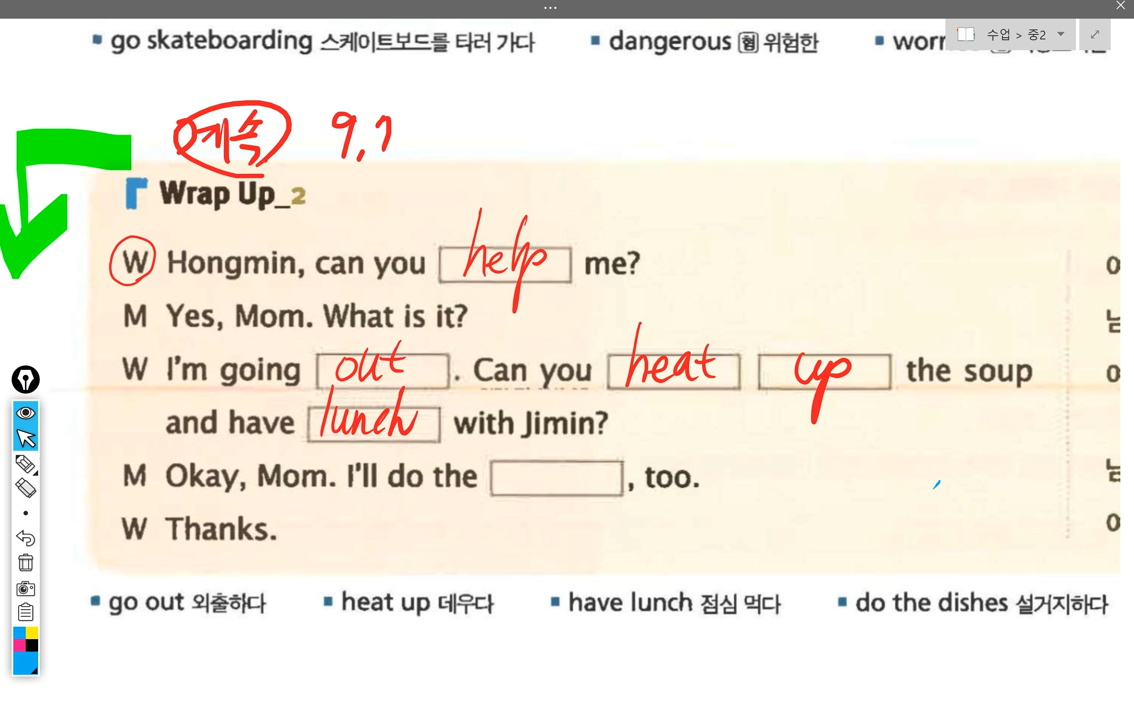 ...
■ go skateboarding 스케이트보드를 타러 가다 ■ dangerous 형 위험한 ■ worr
수업 > 중2
계속 9,7
Wrap Up_2
W Hongmin, can you help me?
M Yes, Mom. What is it?
W I'm going out. Can you heat up the soup
and have lunch with Jimin?
M Okay, Mom. I'll do the , too.
W Thanks.
■ go out 외출하다 ■ heat up 데우다 ■ have lunch 점심 먹다 ■ do the dishes 설거지하다